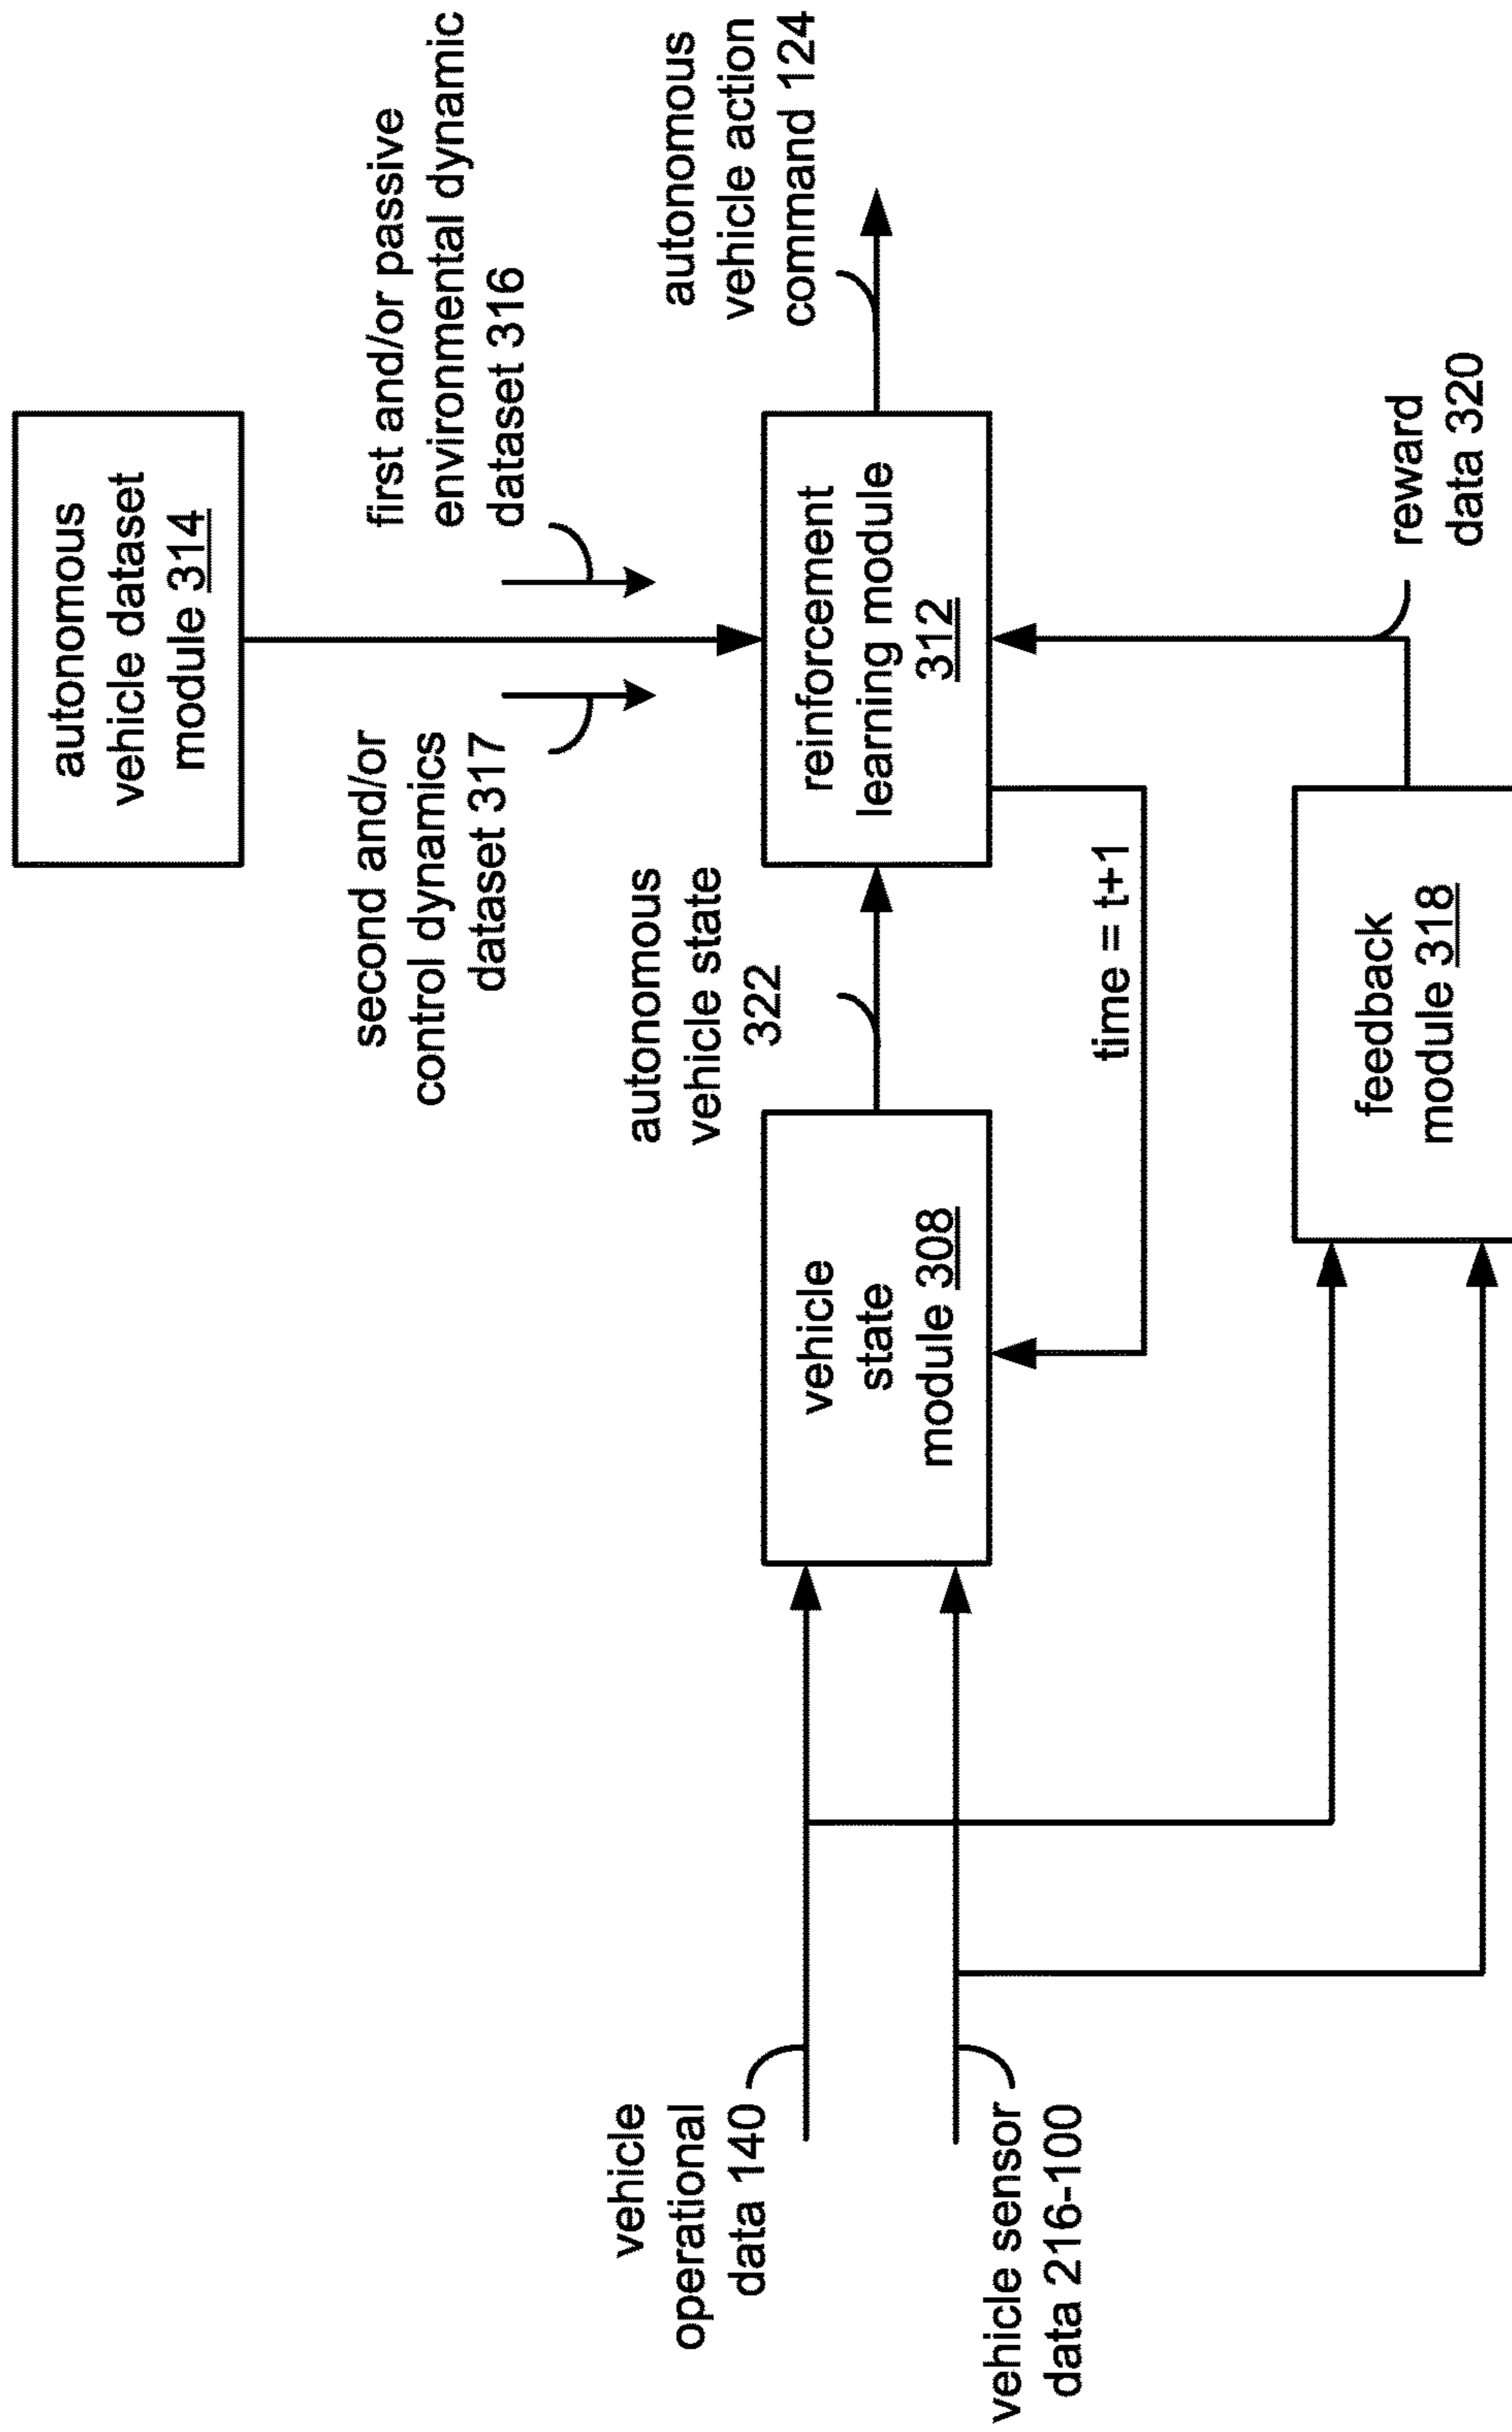 autonomous
vehicle dataset
module 314
second and/or
control dynamics
dataset 317
first and/or passive
environmental dynamic
dataset 316
vehicle
operational
data 140
vehicle sensor
data 216-100
vehicle
state
module 308
autonomous
vehicle state
322
reinforcement
learning module
312
autonomous
vehicle action
command 124
time = t+1
feedback
module 318
reward
data 320